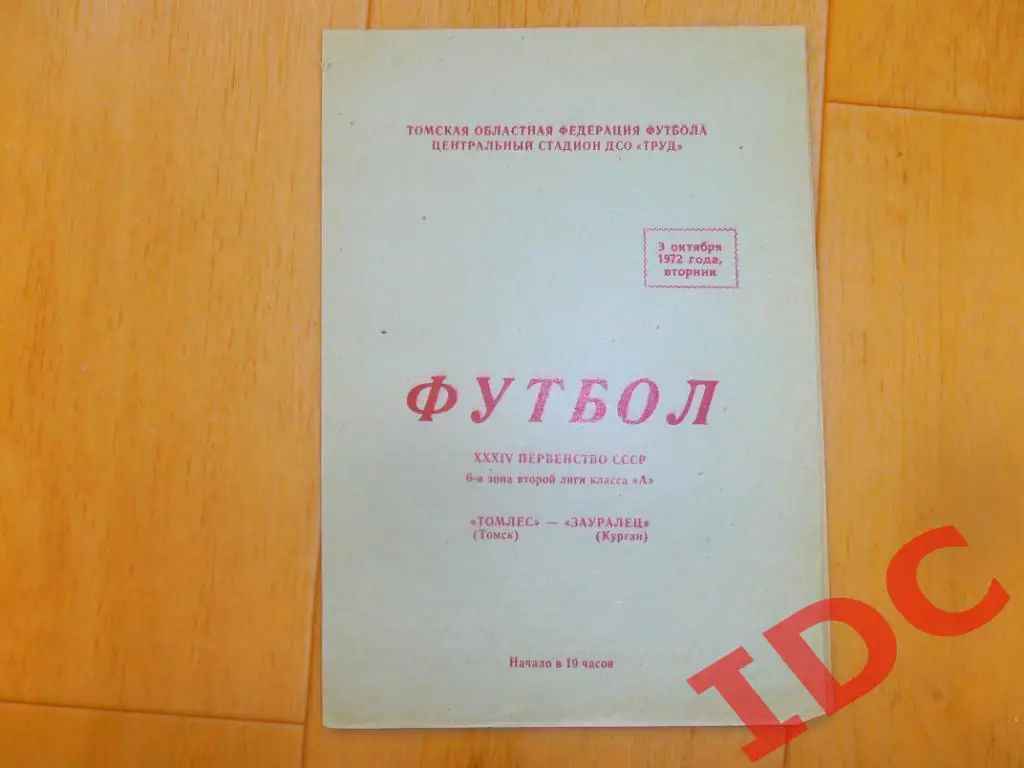 ТОМСКАЯ ОБЛАСТНАЯ ФЕДЕРАЦИЯ ФУТБОЛА
ЦЕНТРАЛЬНЫЙ СТАДИОН ДСО «ТРУД»
3 октября
1972 года,
вторник
ФУТБОЛ
XXXIV ПЕРВЕНСТВО СССР
6-я зона второй лиги класса «А»
«ТОМЛЕС» — «ЗАУРАЛЕЦ»
(Томск) (Курган)
Начало в 19 часов
IDC